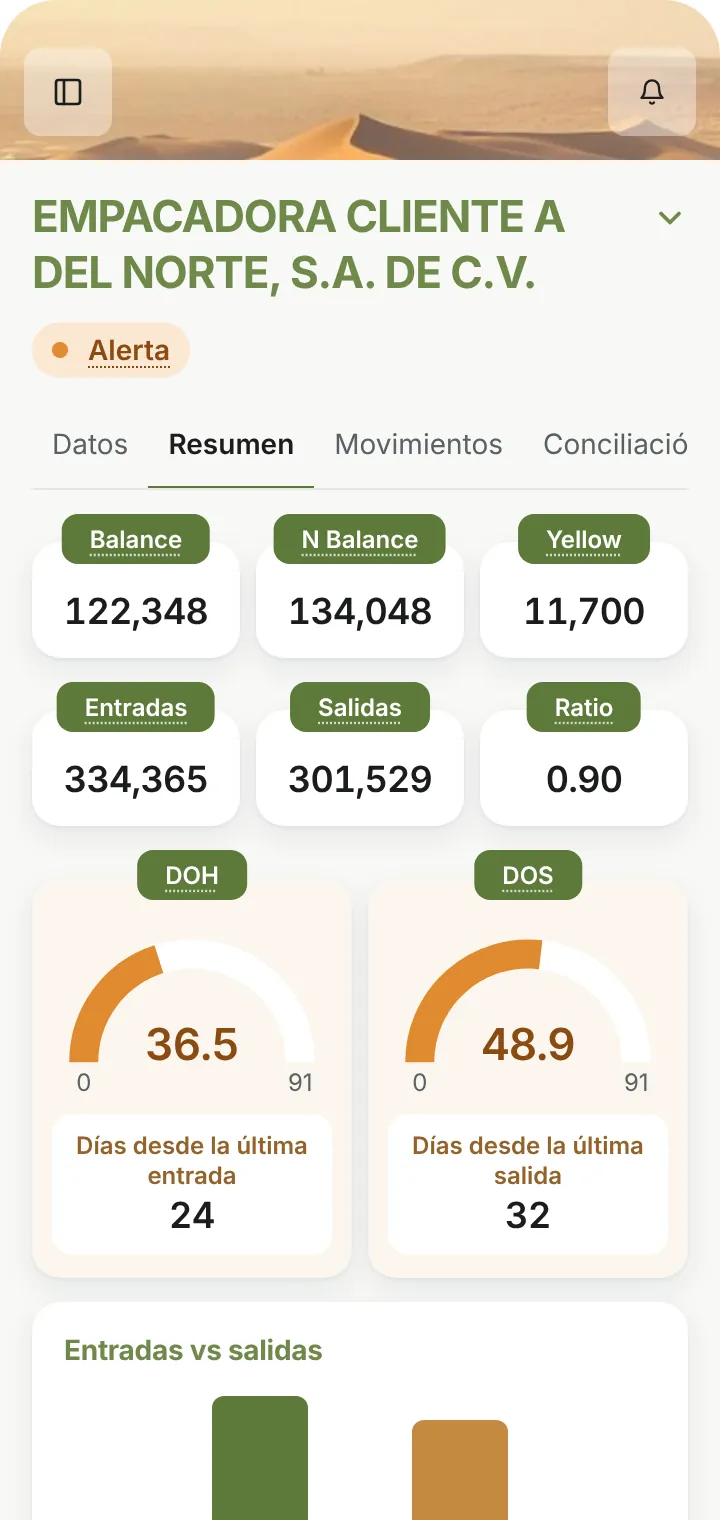 EMPACADORA CLIENTE A
DEL NORTE, S.A. DE C.V.
Alerta
Datos Resumen Movimientos Conciliació
Balance N Balance Yellow
122,348 134,048 11,700
Entradas Salidas Ratio
334,365 301,529 0.90
DOH DOS
36.5 48.9
0 91 0 91
Días desde la última
entrada
24
Días desde la última
salida
32
Entradas vs salidas